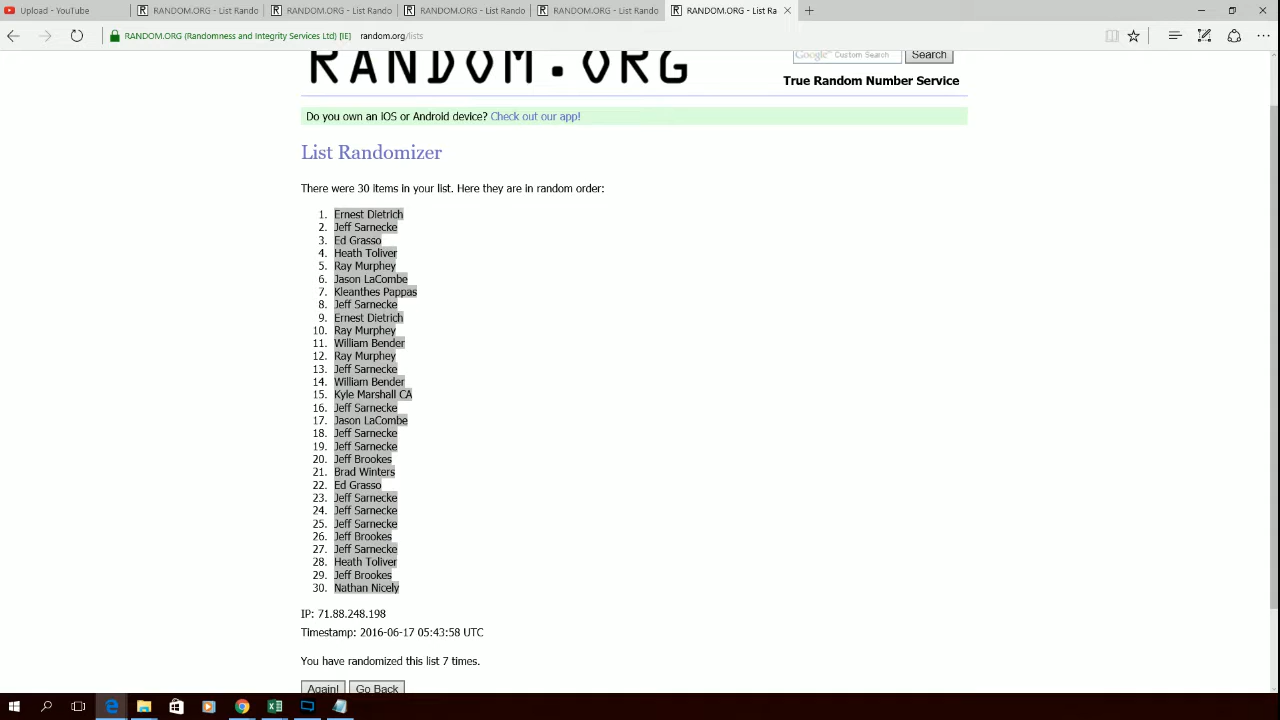 Upload - YouTube
RANDOM.ORG - List Rando
RANDOM.ORG - List Rando
RANDOM.ORG - List Rando
RANDOM.ORG - List Rando
RANDOM.ORG - List Ra
RANDOM.ORG (Randomness and Integrity Services Ltd) [IE] random.org/lists
RANDOM.ORG
Google™ Custom Search Search
True Random Number Service
Do you own an iOS or Android device? Check out our app!
List Randomizer
There were 30 items in your list. Here they are in random order:
1. Ernest Dietrich
2. Jeff Sarnecke
3. Ed Grasso
4. Heath Toliver
5. Ray Murphey
6. Jason LaCombe
7. Kleanthes Pappas
8. Jeff Sarnecke
9. Ernest Dietrich
10. Ray Murphey
11. William Bender
12. Ray Murphey
13. Jeff Sarnecke
14. William Bender
15. Kyle Marshall CA
16. Jeff Sarnecke
17. Jason LaCombe
18. Jeff Sarnecke
19. Jeff Sarnecke
20. Jeff Brookes
21. Brad Winters
22. Ed Grasso
23. Jeff Sarnecke
24. Jeff Sarnecke
25. Jeff Sarnecke
26. Jeff Brookes
27. Jeff Sarnecke
28. Heath Toliver
29. Jeff Brookes
30. Nathan Nicely
IP: 71.88.248.198
Timestamp: 2016-06-17 05:43:58 UTC
You have randomized this list 7 times.
Again! Go Back